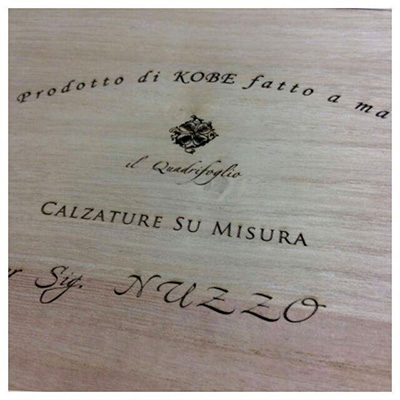 Prodotto di KOBE fatto a ma
il Quadrifoglio
CALZATURE SU MISURA
Sig. NUZZO